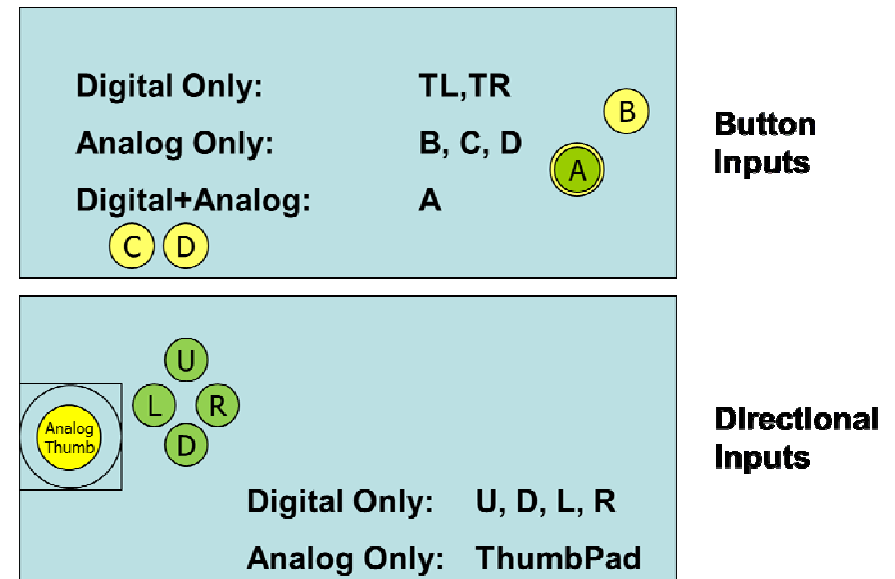 Digital Only: TL,TR
B
Analog Only: B, C, D
Button
Inputs
A
Digital+Analog: A
C D
U
L R
Analog
Thumb
D
Directional
Inputs
Digital Only: U, D, L, R
Analog Only: ThumbPad